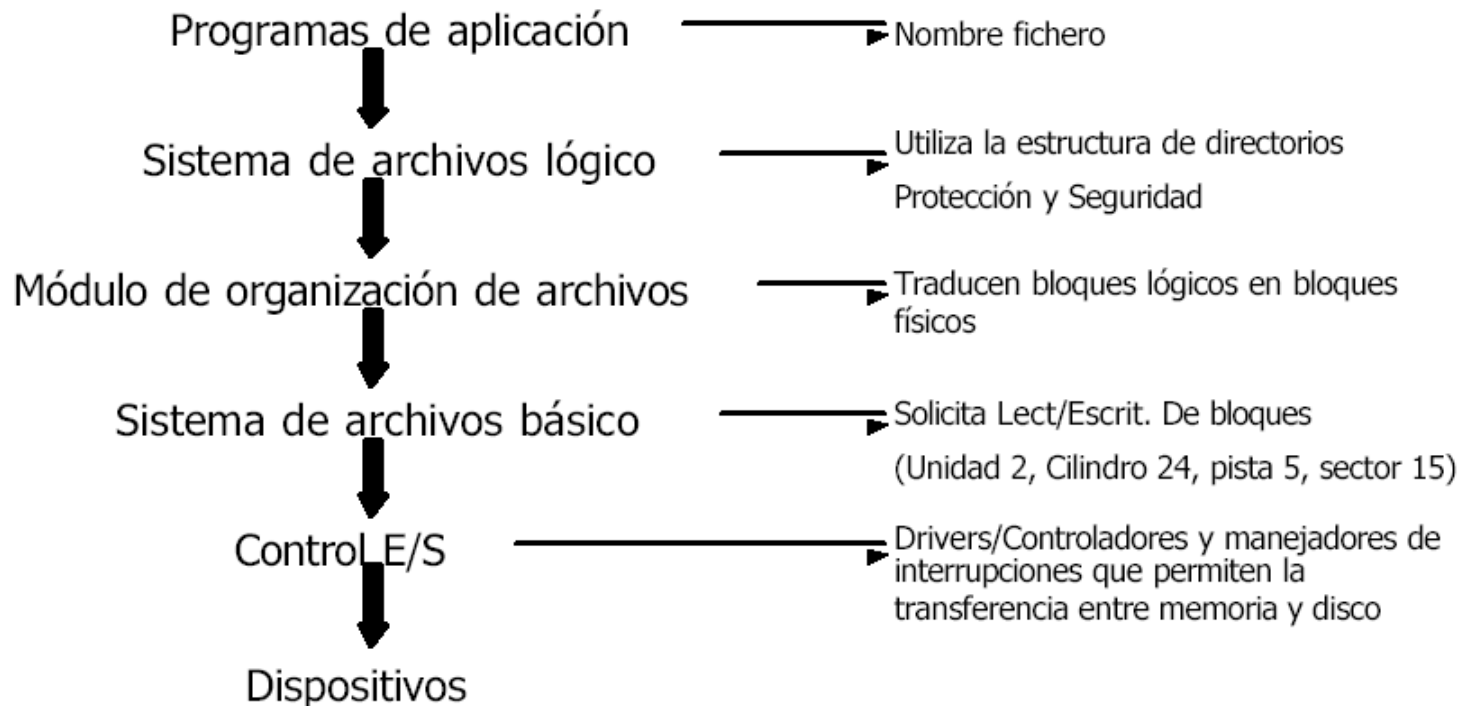 Programas de aplicación
Nombre fichero
Sistema de archivos lógico
Utiliza la estructura de directorios
Protección y Seguridad
Módulo de organización de archivos
Traducen bloques lógicos en bloques
físicos
Sistema de archivos básico
Solicita Lect/Escrit. De bloques
(Unidad 2, Cilindro 24, pista 5, sector 15)
Control E/S
Drivers/Controladores y manejadores de
interrupciones que permiten la
transferencia entre memoria y disco
Dispositivos